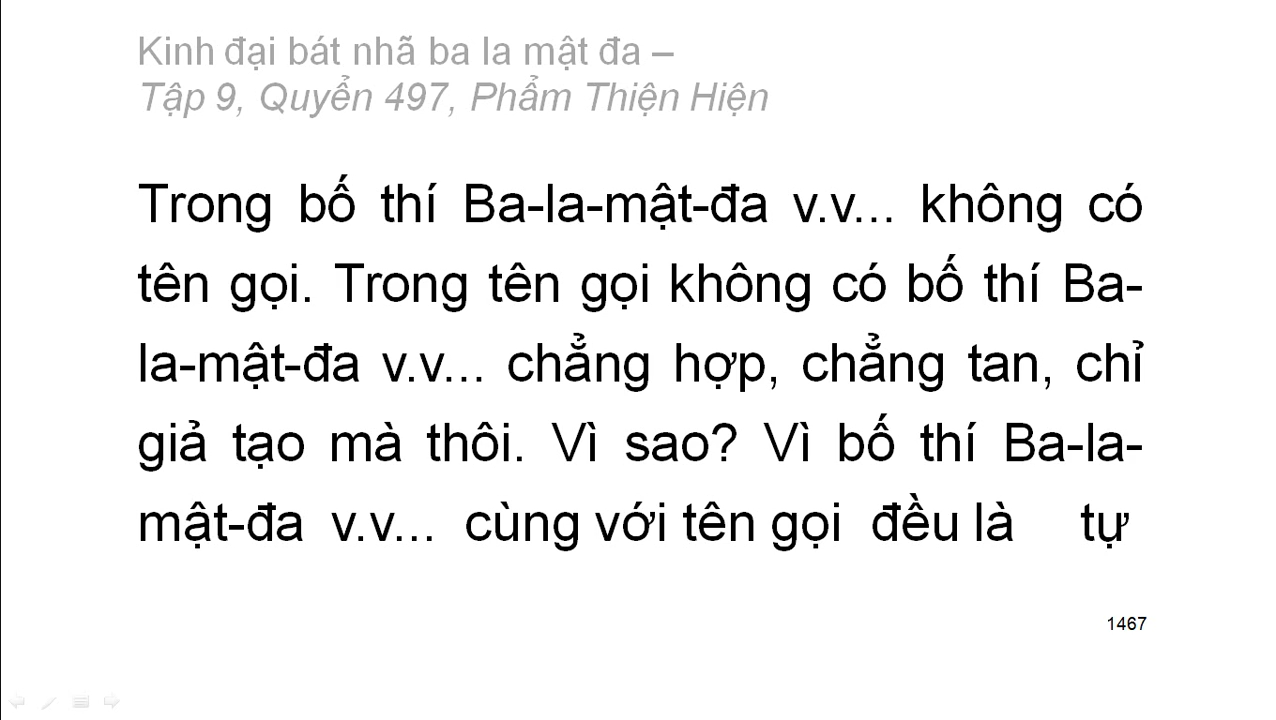 Kinh đại bát nhã ba la mật đa –
Tập 9, Quyển 497, Phẩm Thiện Hiện
Trong bố thí Ba-la-mật-đa v.v... không có
tên gọi. Trong tên gọi không có bố thí Ba-
la-mật-đa v.v... chẳng hợp, chẳng tan, chỉ
giả tạo mà thôi. Vì sao? Vì bố thí Ba-la-
mật-đa v.v... cùng với tên gọi đều là tự
1467